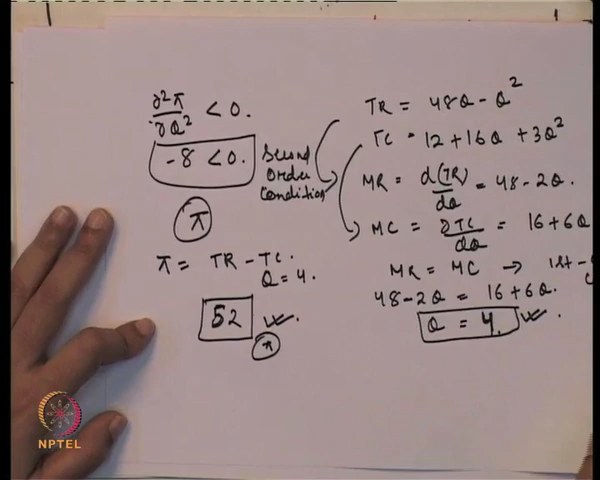 ∂²π/∂Q² < 0.
-8 < 0.
Second
Order
Condition
π
π = TR - TC.
Q = 4.
52
π
TR = 48Q - Q²
TC = 12 + 16Q + 3Q²
MR = d(TR)/dQ = 48 - 2Q.
MC = ∂TC/dQ = 16 + 6Q
MR = MC → 1st -
48 - 2Q = 16 + 6Q.
Q = 4.
NPTEL